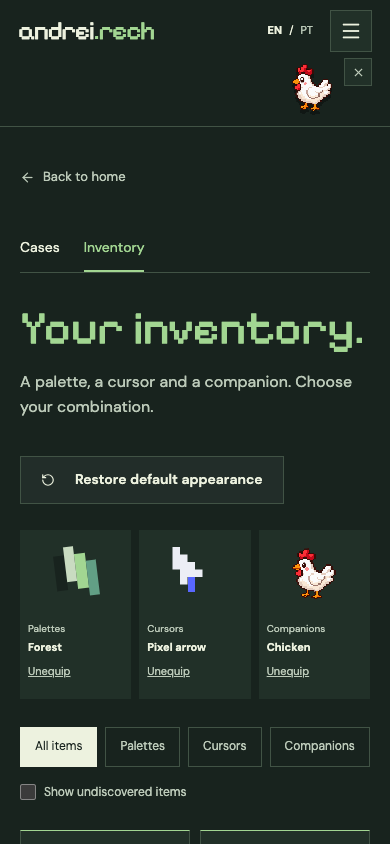 andrei.rech
EN / PT
Back to home
Cases Inventory
Your inventory.
A palette, a cursor and a companion. Choose
your combination.
Restore default appearance
Palettes
Forest
Unequip
Cursors
Pixel arrow
Unequip
Companions
Chicken
Unequip
All items Palettes Cursors Companions
Show undiscovered items